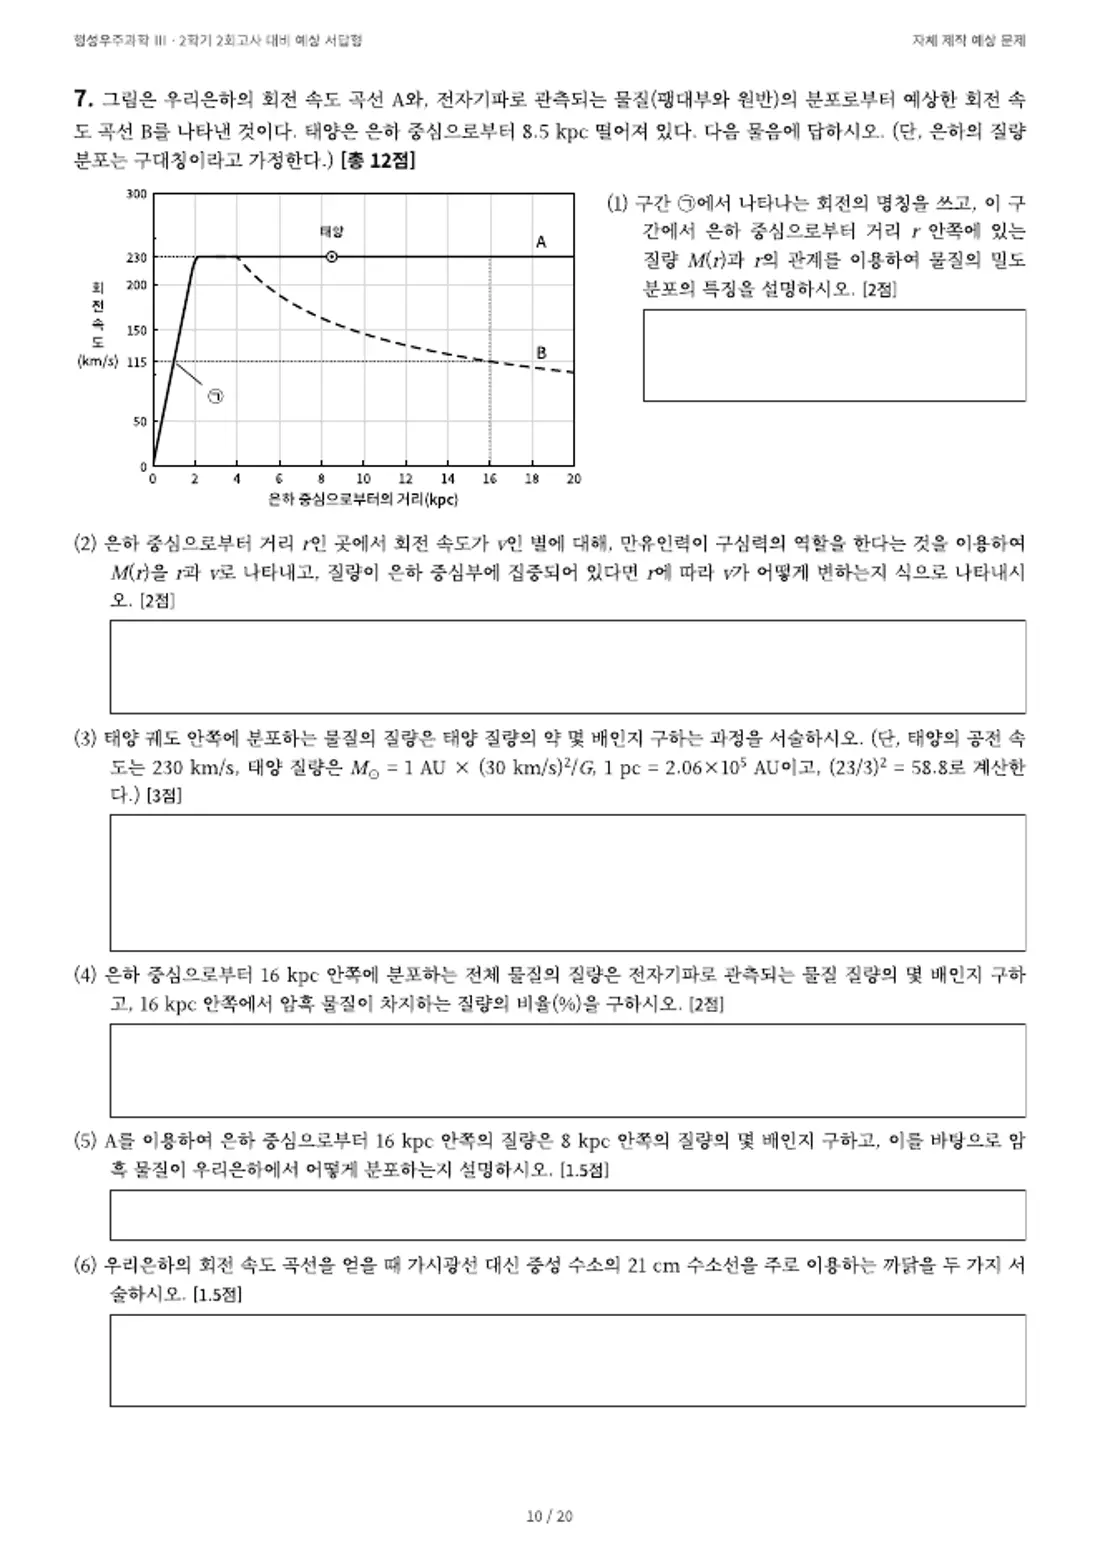 행성우주과학 III · 2학기 2회고사 대비 예상 서답형
자체 제작 예상 문제
7. 그림은 우리은하의 회전 속도 곡선 A와, 전자기파로 관측되는 물질(팽대부와 원반)의 분포로부터 예상한 회전 속
도 곡선 B를 나타낸 것이다. 태양은 은하 중심으로부터 8.5 kpc 떨어져 있다. 다음 물음에 답하시오. (단, 은하의 질량
분포는 구대칭이라고 가정한다.) [총 12점]
300
230
200
150
115
50
0
회
전
속
도
(km/s)
태양
A
B
㉠
0 2 4 6 8 10 12 14 16 18 20
은하 중심으로부터의 거리(kpc)
(1) 구간 ㉠에서 나타나는 회전의 명칭을 쓰고, 이 구
간에서 은하 중심으로부터 거리 r 안쪽에 있는
질량 M(r)과 r의 관계를 이용하여 물질의 밀도
분포의 특징을 설명하시오. [2점]
(2) 은하 중심으로부터 거리 r인 곳에서 회전 속도가 v인 별에 대해, 만유인력이 구심력의 역할을 한다는 것을 이용하여
M(r)을 r과 v로 나타내고, 질량이 은하 중심부에 집중되어 있다면 r에 따라 v가 어떻게 변하는지 식으로 나타내시
오. [2점]
(3) 태양 궤도 안쪽에 분포하는 물질의 질량은 태양 질량의 약 몇 배인지 구하는 과정을 서술하시오. (단, 태양의 공전 속
도는 230 km/s, 태양 질량은 M⊙ = 1 AU × (30 km/s)²/G, 1 pc = 2.06×10⁵ AU이고, (23/3)² = 58.8로 계산한
다.) [3점]
(4) 은하 중심으로부터 16 kpc 안쪽에 분포하는 전체 물질의 질량은 전자기파로 관측되는 물질 질량의 몇 배인지 구하
고, 16 kpc 안쪽에서 암흑 물질이 차지하는 질량의 비율(%)을 구하시오. [2점]
(5) A를 이용하여 은하 중심으로부터 16 kpc 안쪽의 질량은 8 kpc 안쪽의 질량의 몇 배인지 구하고, 이를 바탕으로 암
흑 물질이 우리은하에서 어떻게 분포하는지 설명하시오. [1.5점]
(6) 우리은하의 회전 속도 곡선을 얻을 때 가시광선 대신 중성 수소의 21 cm 수소선을 주로 이용하는 까닭을 두 가지 서
술하시오. [1.5점]
10 / 20